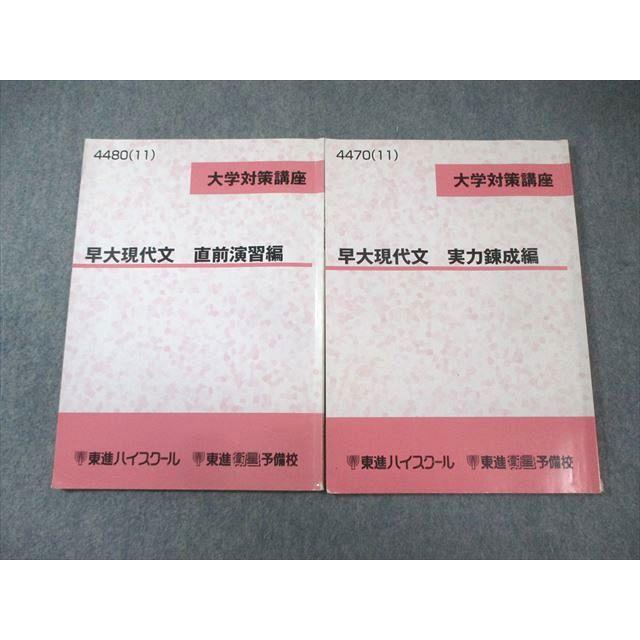 4480(11)
大学対策講座
早大現代文 直前演習編
東進ハイスクール 東進衛星予備校
4470(11)
大学対策講座
早大現代文 実力錬成編
東進ハイスクール 東進衛星予備校